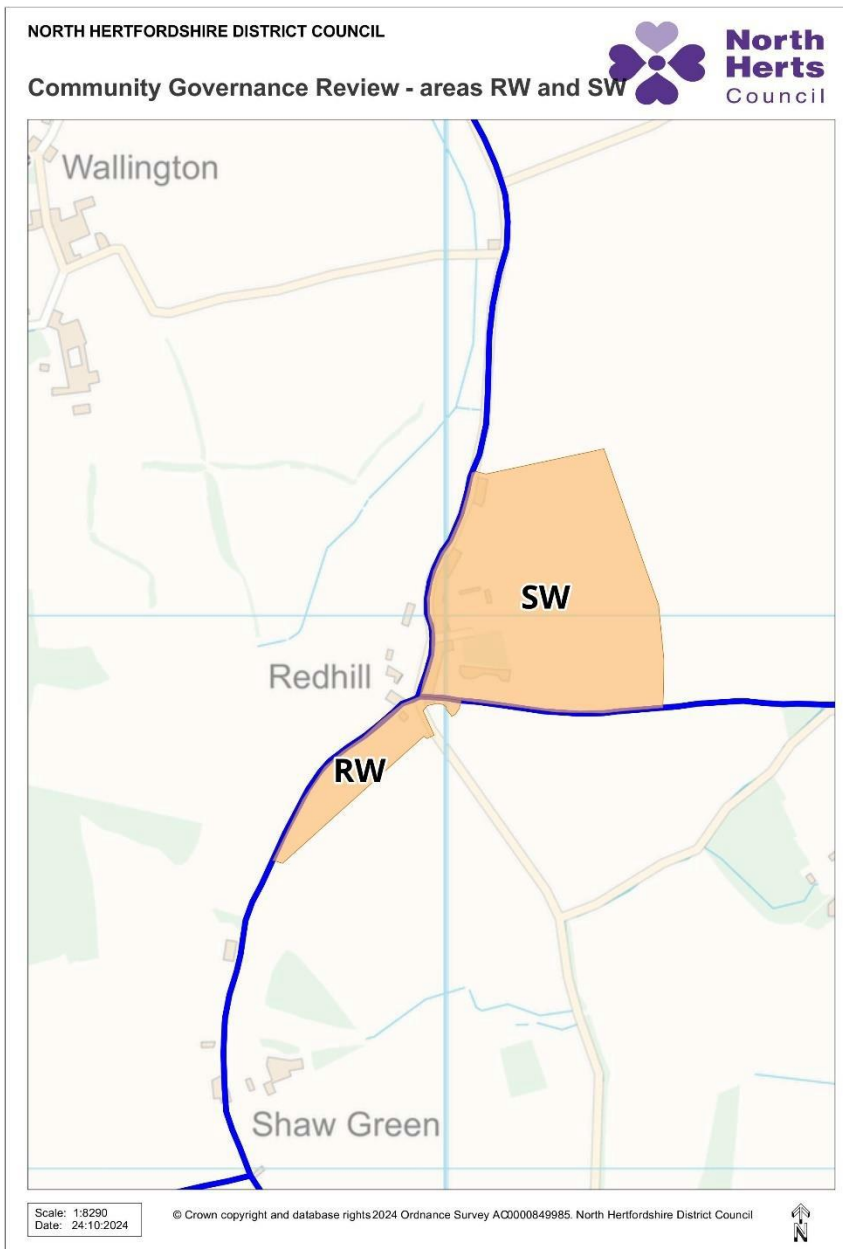 NORTH HERTFORDSHIRE DISTRICT COUNCIL
Community Governance Review - areas RW and SW
North
Herts
Council
Wallington
SW
Redhill
RW
Shaw Green
Scale: 1:8290
Date: 24:10:2024
© Crown copyright and database rights 2024 Ordnance Survey AC0000849985. North Hertfordshire District Council
N